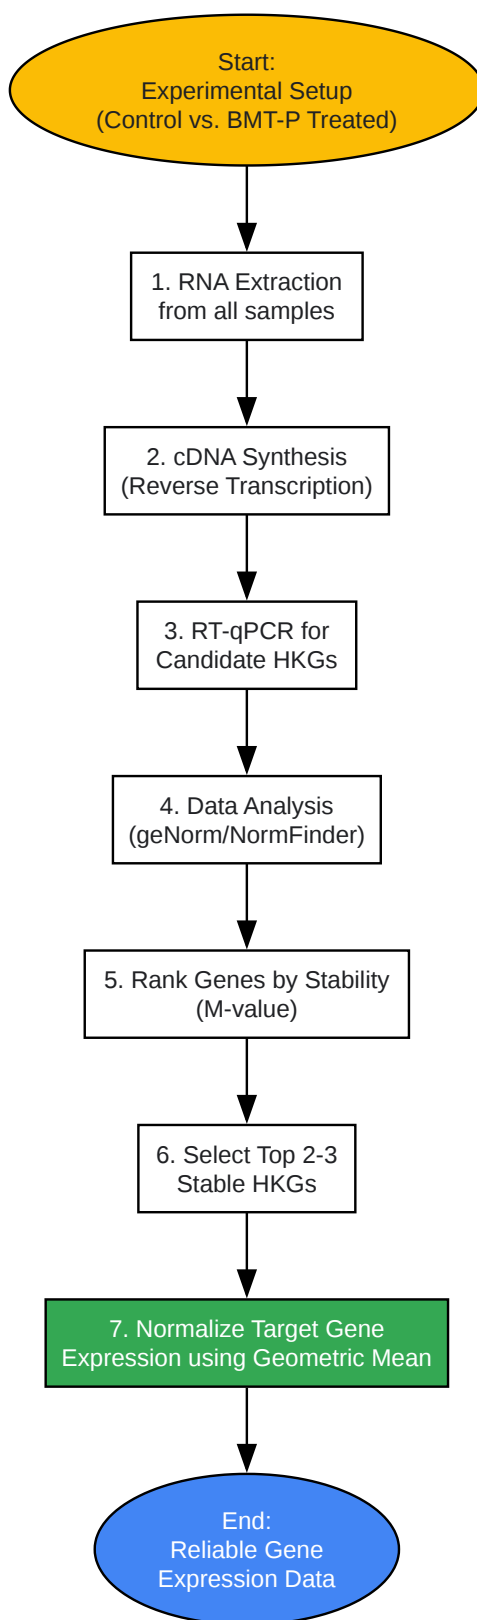 Start:
Experimental Setup
(Control vs. BMT-P Treated)
1. RNA Extraction
from all samples
2. cDNA Synthesis
(Reverse Transcription)
3. RT-qPCR for
Candidate HKGs
4. Data Analysis
(geNorm/NormFinder)
5. Rank Genes by Stability
(M-value)
6. Select Top 2-3
Stable HKGs
7. Normalize Target Gene
Expression using Geometric Mean
End:
Reliable Gene
Expression Data